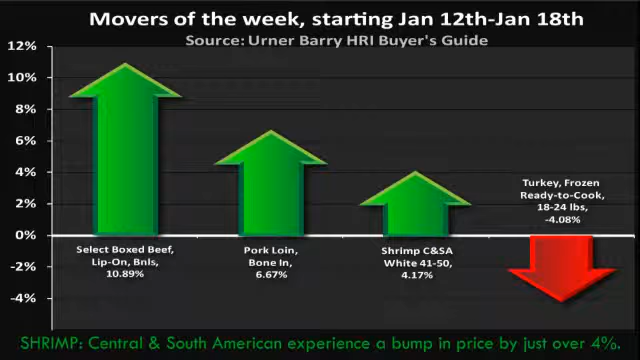 Movers of the week, starting Jan 12th-Jan 18th
Source: Urner Barry HRI Buyer's Guide
12%
10%
8%
6%
4%
2%
0%
-2%
-4%
Select Boxed Beef,
Lip-On, Bnls,
10.89%
Pork Loin,
Bone In,
6.67%
Shrimp C&SA
White 41-50,
4.17%
Turkey, Frozen
Ready-to-Cook,
18-24 lbs,
-4.08%
SHRIMP: Central & South American experience a bump in price by just over 4%.